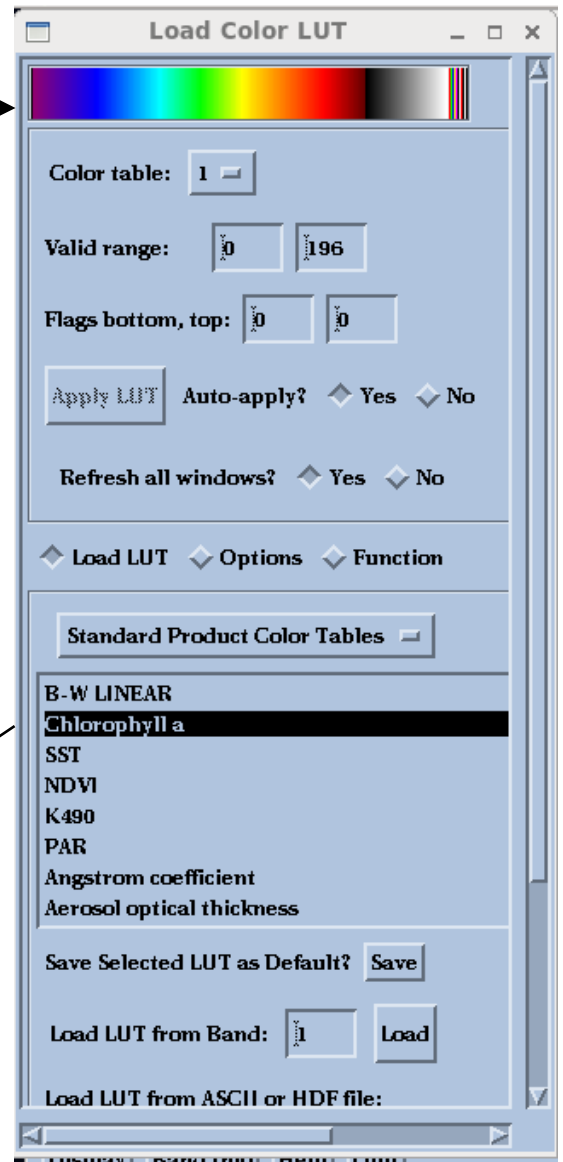 Load Color LUT
Color table: 1
Valid range: 0 196
Flags bottom, top: 0 0
Apply LUT Auto-apply? Yes No
Refresh all windows? Yes No
Load LUT Options Function
Standard Product Color Tables
B-W LINEAR
Chlorophyll a
SST
NDVI
K490
PAR
Angstrom coefficient
Aerosol optical thickness
Save Selected LUT as Default? Save
Load LUT from Band: 1 Load
Load LUT from ASCII or HDF file: